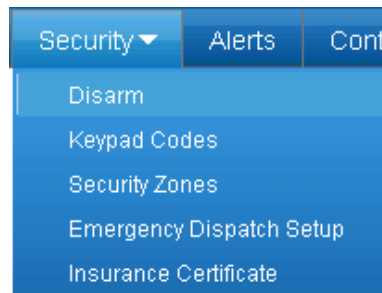 Security Alerts Cont
Disarm
Keypad Codes
Security Zones
Emergency Dispatch Setup
Insurance Certificate